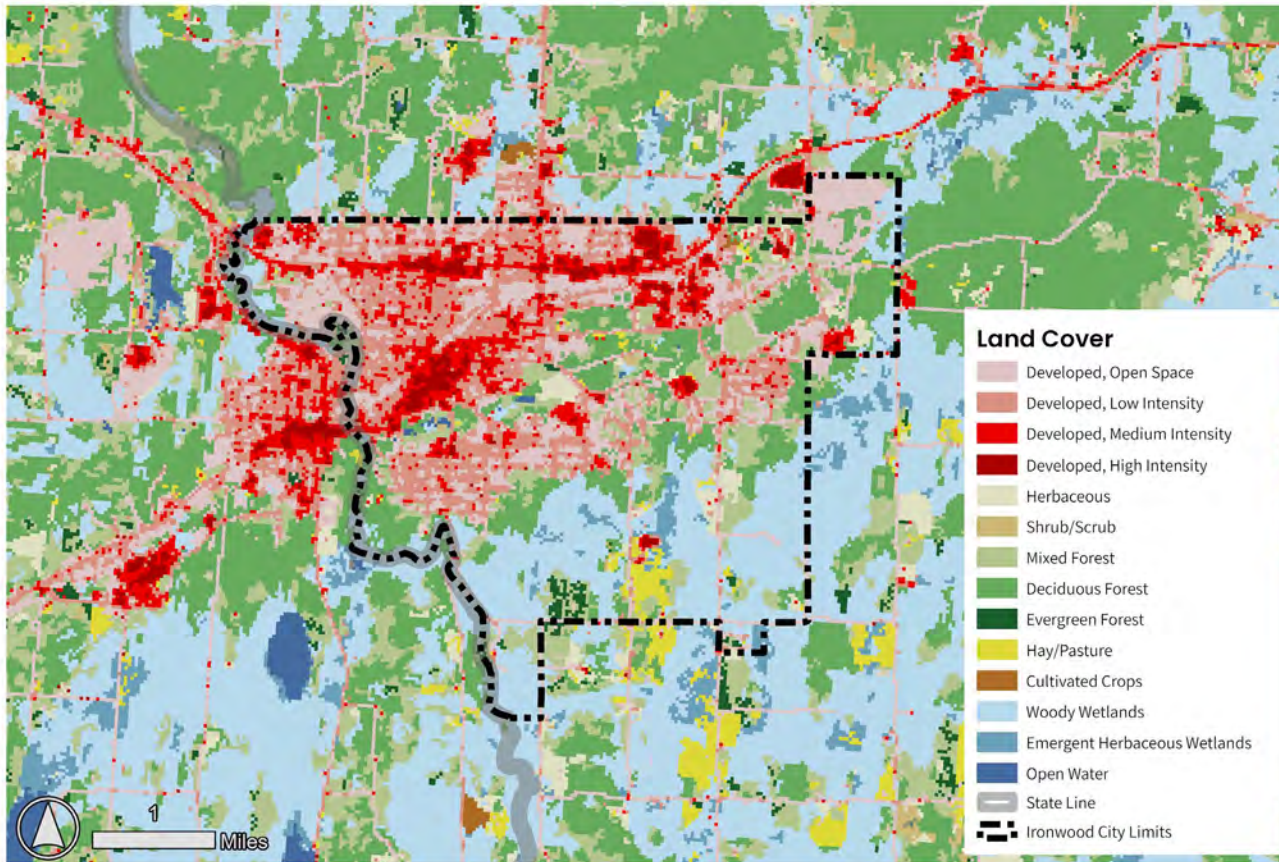 Land Cover
Developed, Open Space
Developed, Low Intensity
Developed, Medium Intensity
Developed, High Intensity
Herbaceous
Shrub/Scrub
Mixed Forest
Deciduous Forest
Evergreen Forest
Hay/Pasture
Cultivated Crops
Woody Wetlands
Emergent Herbaceous Wetlands
Open Water
State Line
Ironwood City Limits
1
Miles